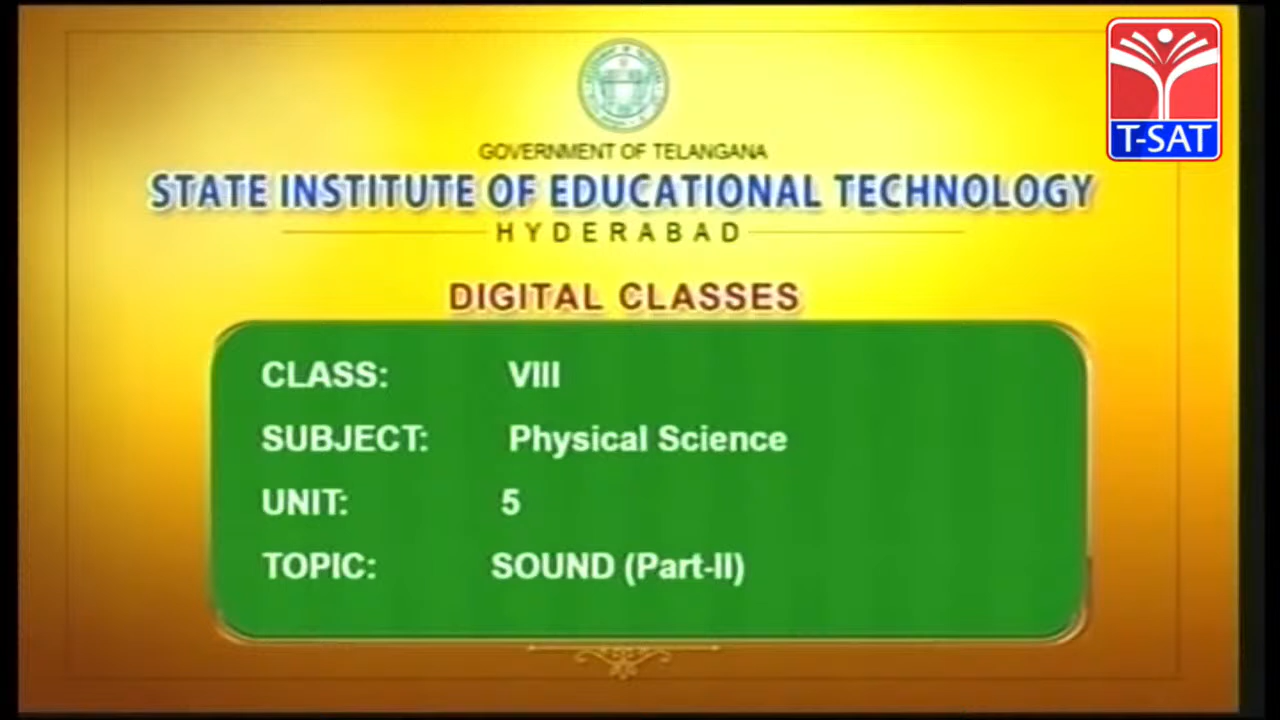 T-SAT
GOVERNMENT OF TELANGANA
STATE INSTITUTE OF EDUCATIONAL TECHNOLOGY
HYDERABAD
DIGITAL CLASSES
CLASS: VIII
SUBJECT: Physical Science
UNIT: 5
TOPIC: SOUND (Part-II)